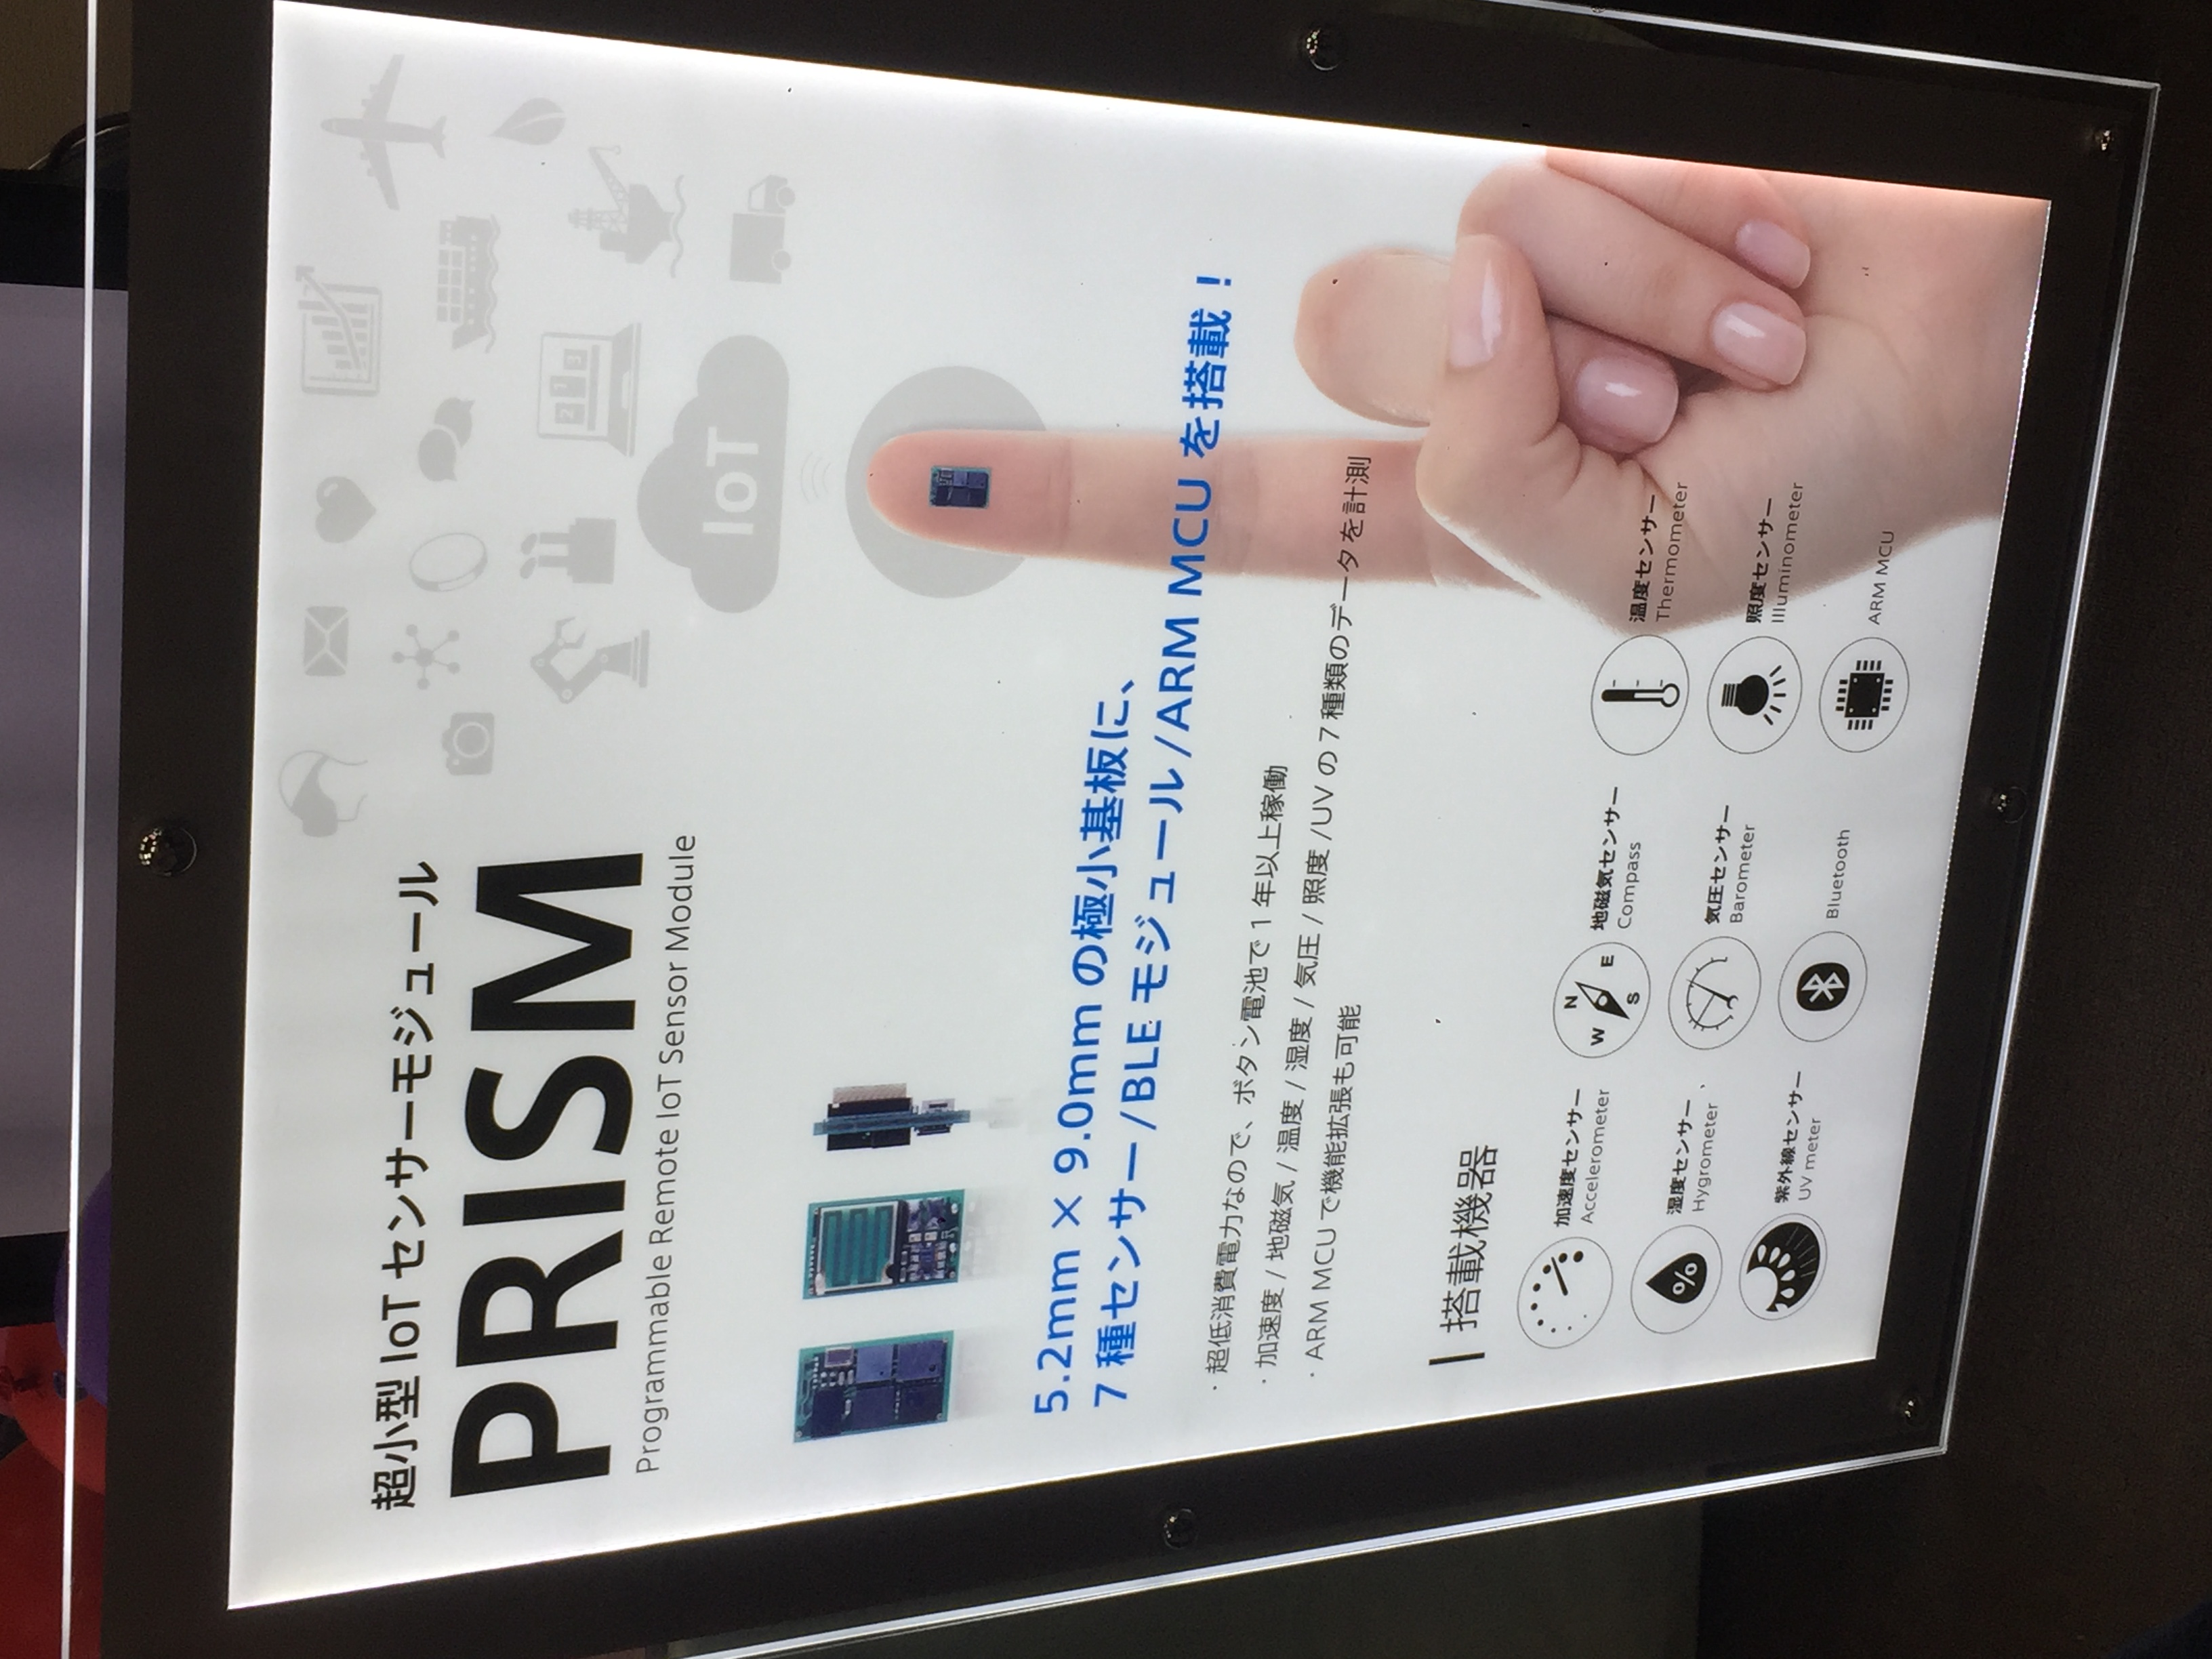 超小型 IoT センサーモジュール
PRISM
Programmable Remote IoT Sensor Module
2 1 3
IoT
5.2mm × 9.0mm の極小基板に、
7 種センサー/BLE モジュール/ARM MCU を搭載！
・超低消費電力なので、ボタン電池で 1 年以上稼働
・加速度 / 地磁気 / 温度 / 湿度 / 気圧 / 照度 /UV の 7 種類のデータを計測
・ARM MCU で機能拡張も可能
搭載機器
加速度センサー
Accelerometer
N
W E
S
地磁気センサー
Compass
温度センサー
Thermometer
%
湿度センサー
Hygrometer
気圧センサー
Barometer
照度センサー
Illuminometer
紫外線センサー
UV meter
Bluetooth
ARM MCU